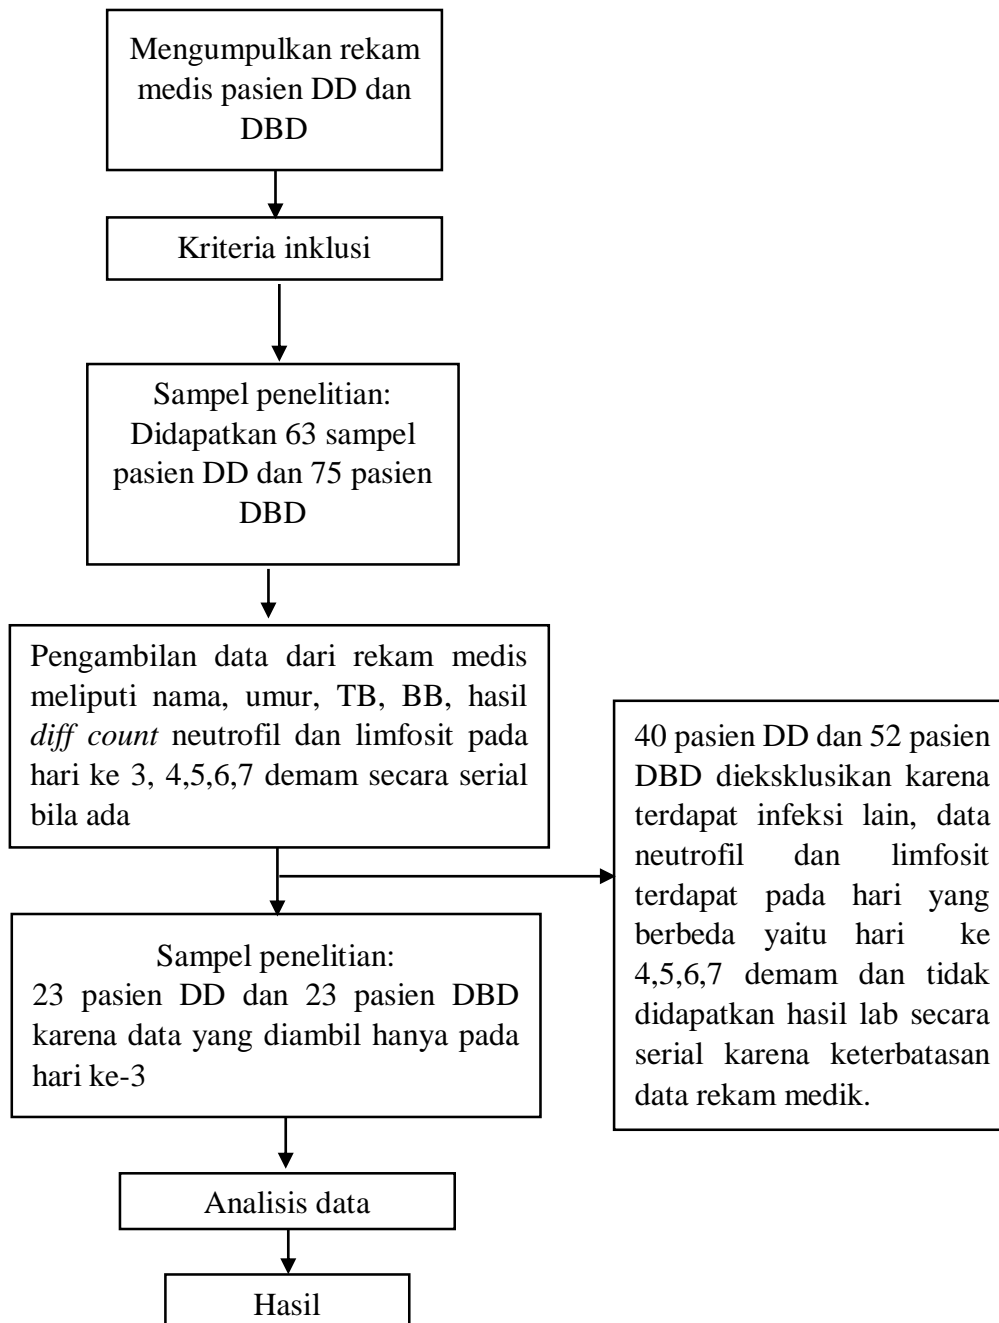 Mengumpulkan rekam
medis pasien DD dan
DBD
Kriteria inklusi
Sampel penelitian:
Didapatkan 63 sampel
pasien DD dan 75 pasien
DBD
Pengambilan data dari rekam medis
meliputi nama, umur, TB, BB, hasil
diff count neutrofil dan limfosit pada
hari ke 3, 4,5,6,7 demam secara serial
bila ada
40 pasien DD dan 52 pasien
DBD dieksklusikan karena
terdapat infeksi lain, data
neutrofil dan limfosit
terdapat pada hari yang
berbeda yaitu hari ke
4,5,6,7 demam dan tidak
didapatkan hasil lab secara
serial karena keterbatasan
data rekam medik.
Sampel penelitian:
23 pasien DD dan 23 pasien DBD
karena data yang diambil hanya pada
hari ke-3
Analisis data
Hasil